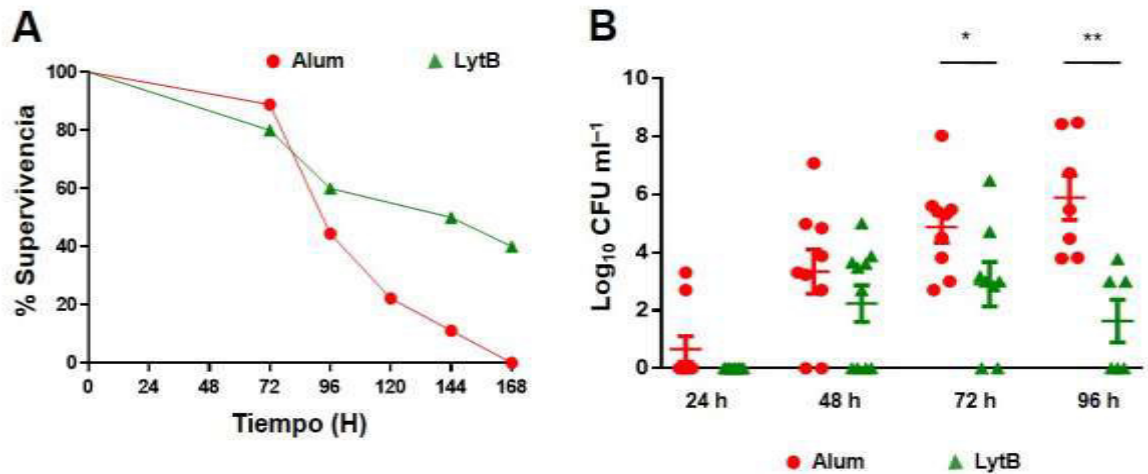 A
Alum LytB
100
80
60
40
20
0
% Supervivencia
0 24 48 72 96 120 144 168
Tiempo (H)
B
* **
10
8
6
4
2
0
Log₁₀ CFU ml⁻¹
24 h 48 h 72 h 96 h
Alum LytB